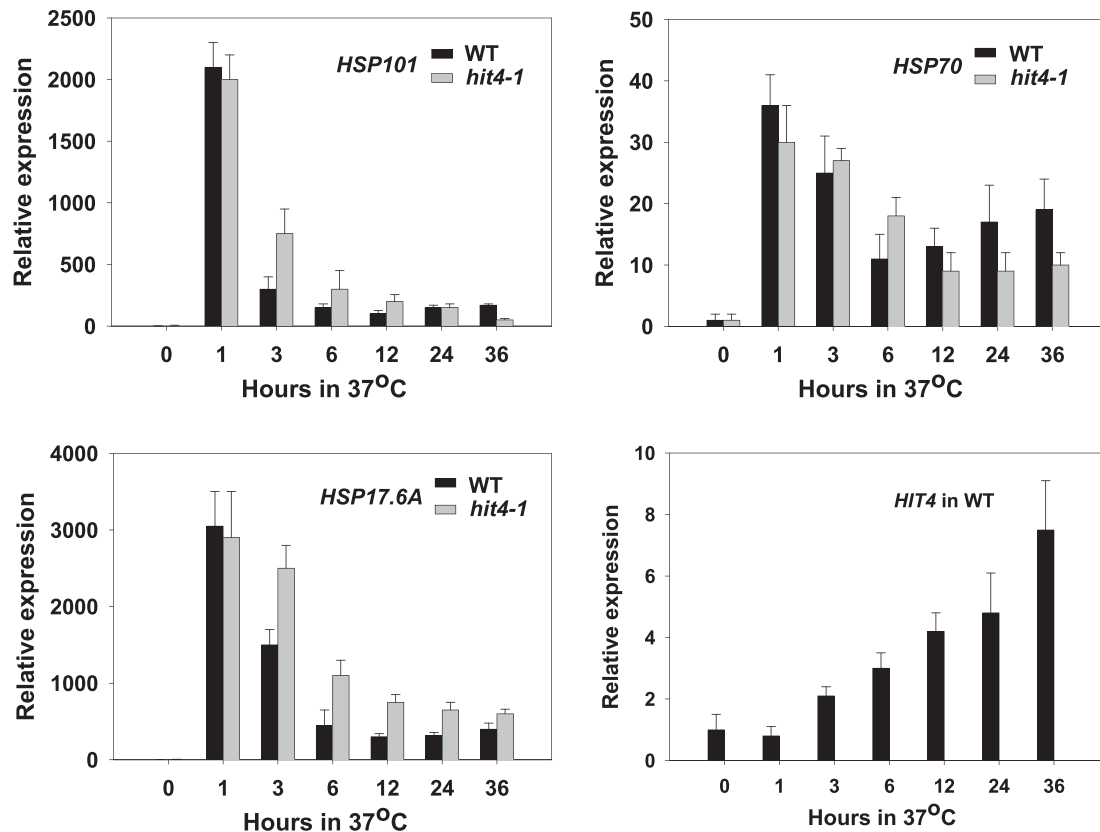 2500
2000
1500
1000
500
0
Relative expression
HSP101
WT
hit4-1
0 1 3 6 12 24 36
Hours in 37°C
50
40
30
20
10
0
Relative expression
HSP70
WT
hit4-1
0 1 3 6 12 24 36
Hours in 37°C
4000
3000
2000
1000
0
Relative expression
HSP17.6A
WT
hit4-1
0 1 3 6 12 24 36
Hours in 37°C
10
8
6
4
2
0
Relative expression
HIT4 in WT
0 1 3 6 12 24 36
Hours in 37°C